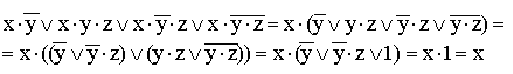 x·y̅ ∨ x·y·z ∨ x·y̅·z ∨ x·y̅·̅z̅ = x·(y̅ ∨ y·z ∨ y̅·z ∨ y̅·̅z̅) =
= x·((y̅ ∨ y̅·z) ∨ (y·z ∨ y̅·̅z̅)) = x·(y̅ ∨ y̅·z ∨1) = x·1 = x